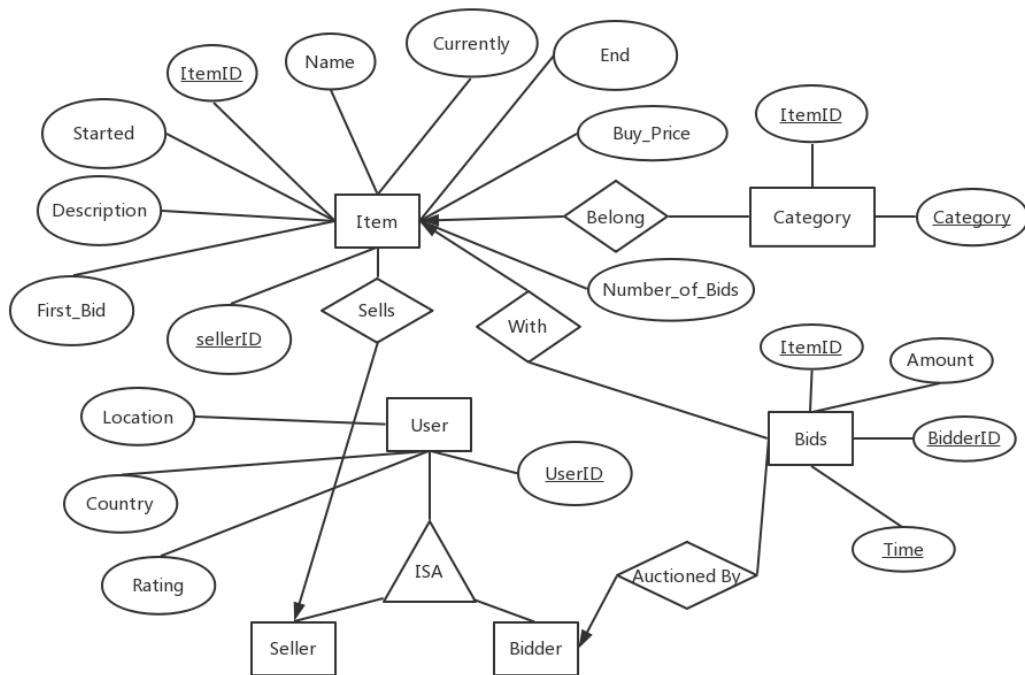 Currently
End
Name
ItemID
Started
Buy_Price
ItemID
Description
Item
Belong
Category
Category
First_Bid
sellerID
Sells
Number_of_Bids
With
ItemID
Amount
Location
User
Bids
BidderID
UserID
Country
Time
Rating
ISA
Auctioned By
Seller
Bidder